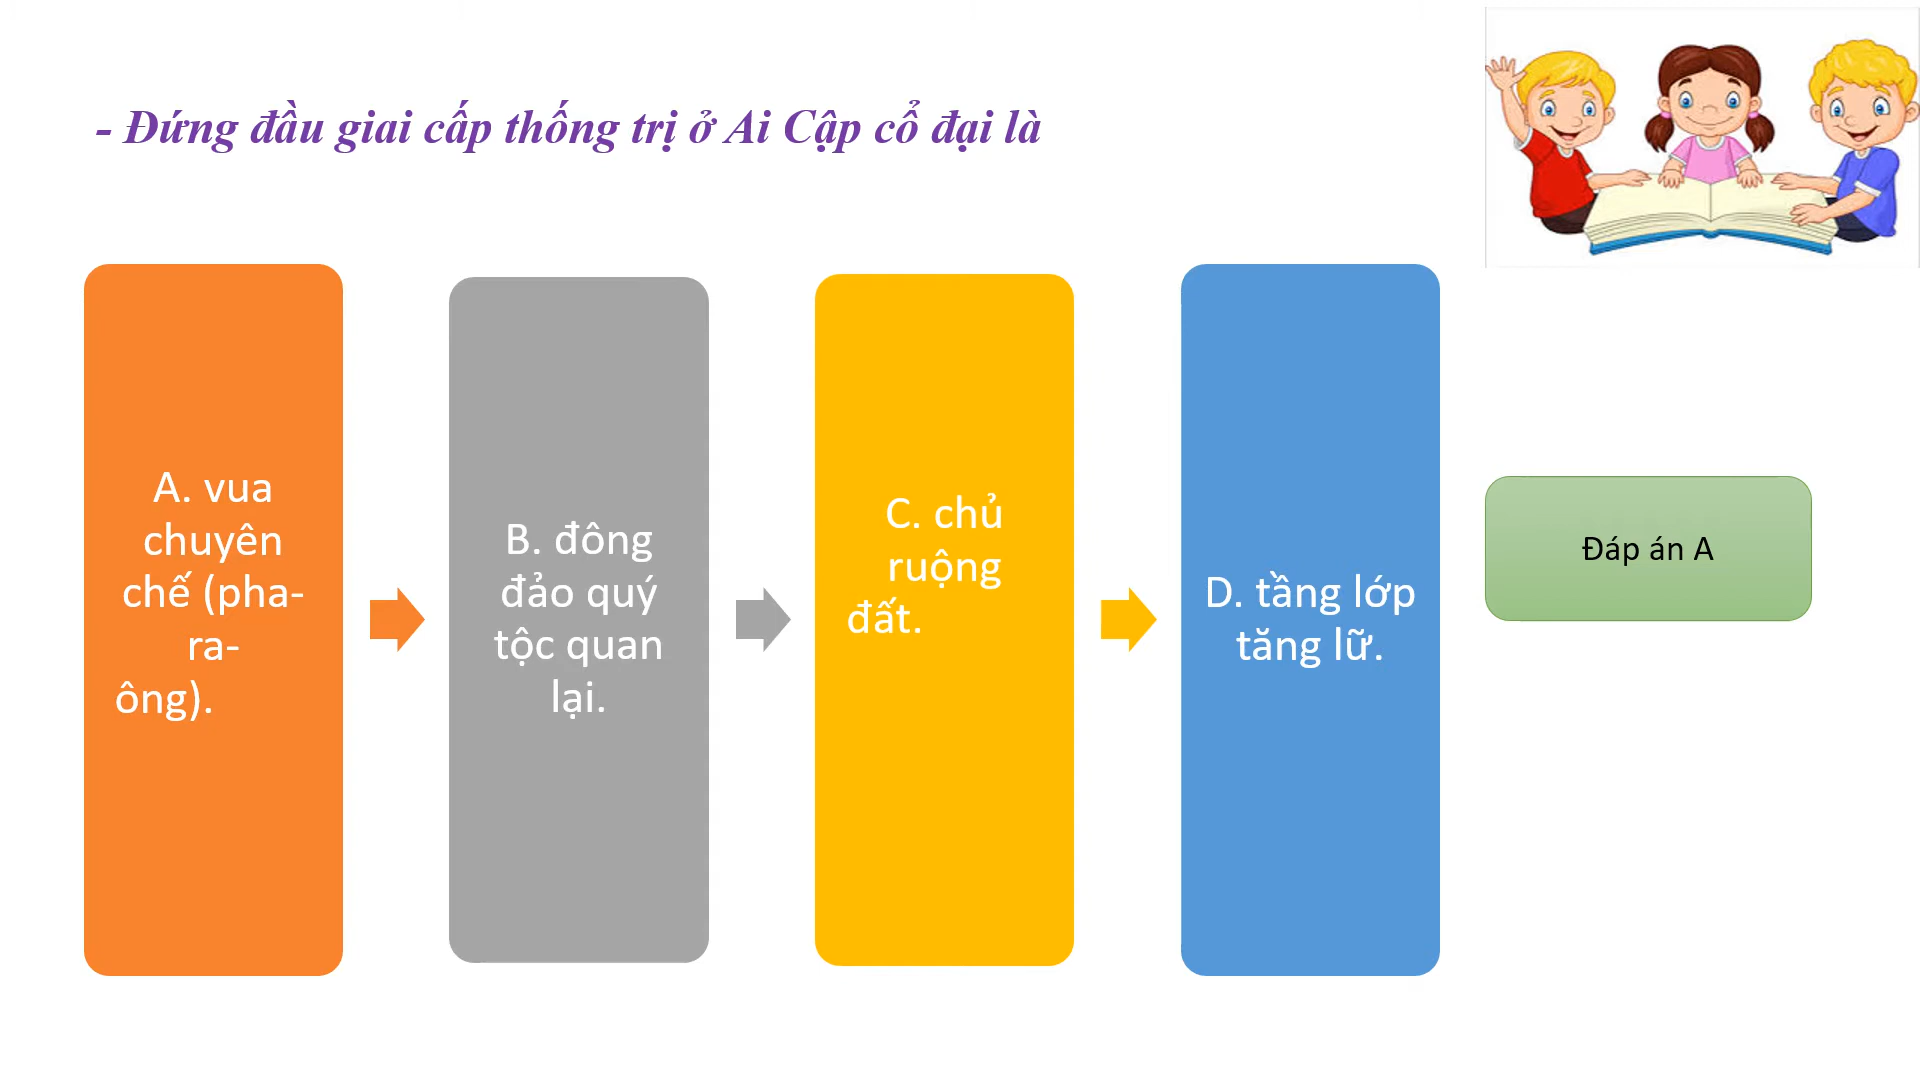 - Đứng đầu giai cấp thống trị ở Ai Cập cổ đại là
A. vua
chuyên
chế (pha-
ra-
ông).
B. đông
đảo quý
tộc quan
lại.
C. chủ
ruộng
đất.
D. tầng lớp
tăng lữ.
Đáp án A